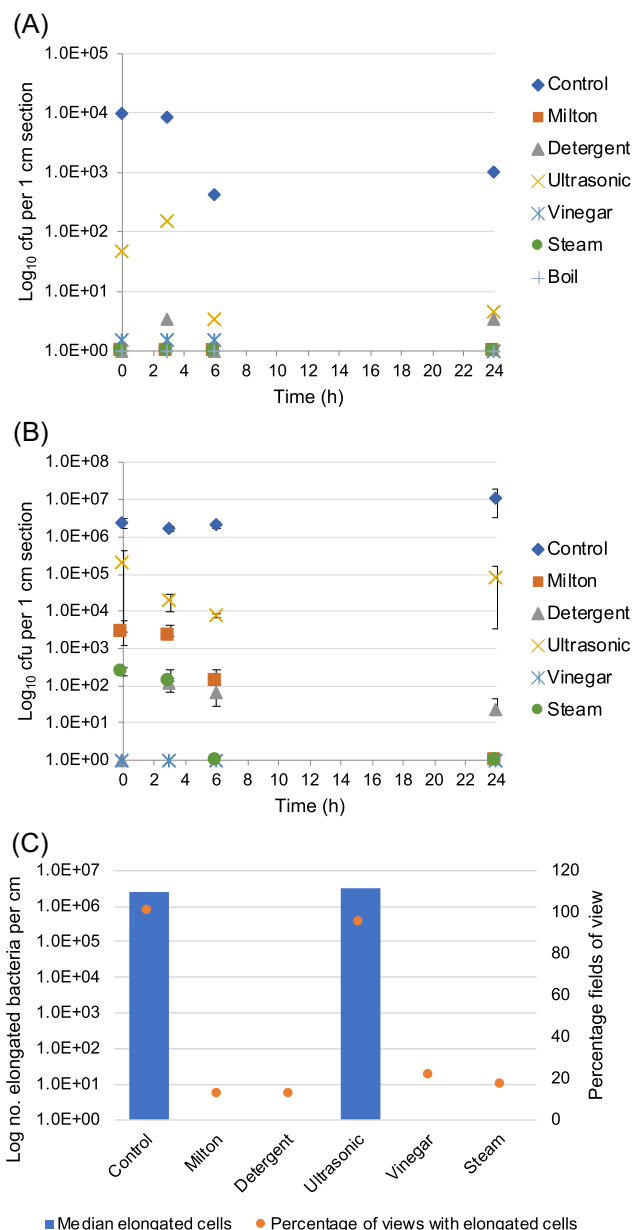 (A)
Log10 cfu per 1 cm section
1.0E+05
1.0E+04
1.0E+03
1.0E+02
1.0E+01
1.0E+00
0 2 4 6 8 10 12 14 16 18 20 22 24
Time (h)
Control
Milton
Detergent
Ultrasonic
Vinegar
Steam
Boil
(B)
Log10 cfu per 1 cm section
1.0E+08
1.0E+07
1.0E+06
1.0E+05
1.0E+04
1.0E+03
1.0E+02
1.0E+01
1.0E+00
0 2 4 6 8 10 12 14 16 18 20 22 24
Time (h)
Control
Milton
Detergent
Ultrasonic
Vinegar
Steam
(C)
Log no. elongated bacteria per cm
1.0E+07
1.0E+06
1.0E+05
1.0E+04
1.0E+03
1.0E+02
1.0E+01
1.0E+00
120
100
80
60
40
20
0
Percentage fields of view
Control
Milton
Detergent
Ultrasonic
Vinegar
Steam
Median elongated cells
Percentage of views with elongated cells